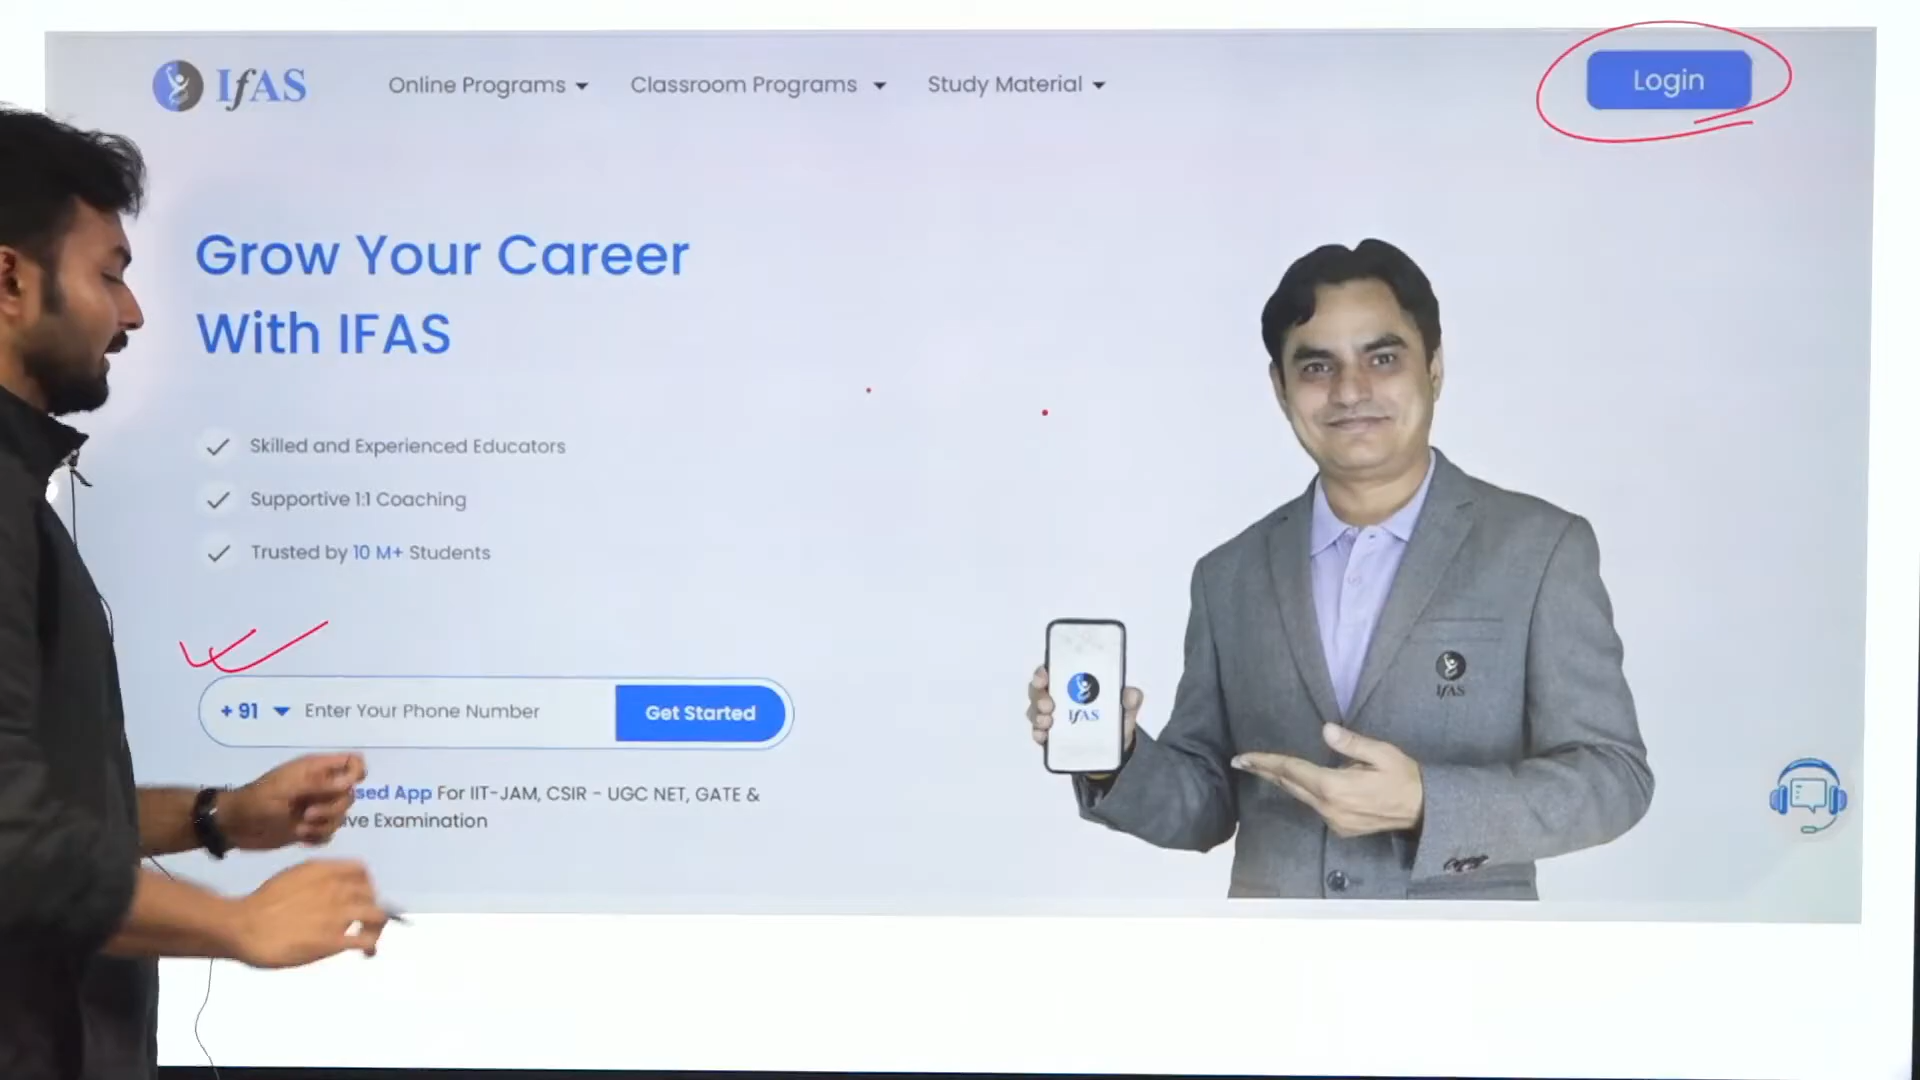 IfAS
Online Programs
Classroom Programs
Study Material
Login
Grow Your Career
With IFAS
Skilled and Experienced Educators
Supportive 1:1 Coaching
Trusted by 10 M+ Students
+ 91
Enter Your Phone Number
Get Started
App For IIT-JAM, CSIR - UGC NET, GATE &
Examination
IfAS
IfAS